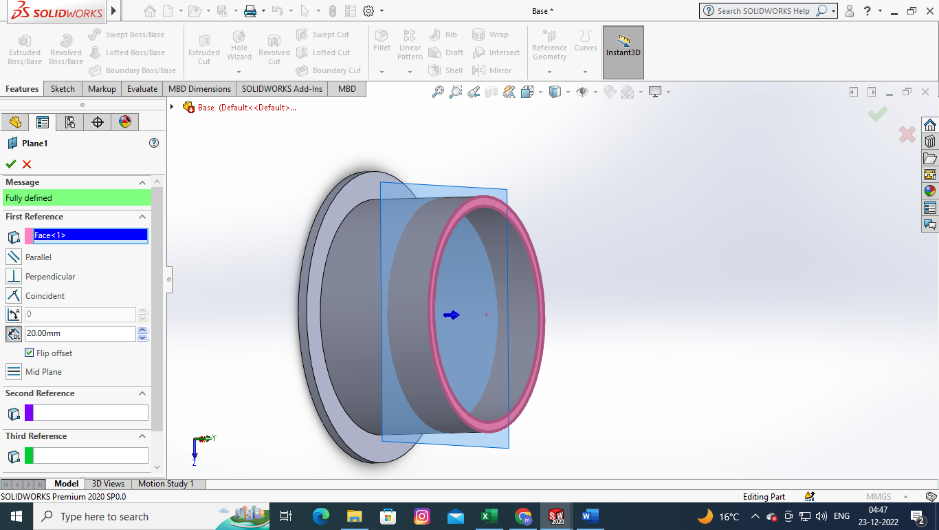 SOLIDWORKS
Base *
Search SOLIDWORKS Help
Extruded Boss/Base
Revolved Boss/Base
Swept Boss/Base
Lofted Boss/Base
Boundary Boss/Base
Extruded Cut
Hole Wizard
Revolved Cut
Swept Cut
Lofted Cut
Boundary Cut
Fillet
Linear Pattern
Rib
Draft
Shell
Wrap
Intersect
Mirror
Reference Geometry
Curves
Instant3D
Features Sketch Markup Evaluate MBD Dimensions SOLIDWORKS Add-Ins MBD
Base (Default<<Default>...
Plane1
Message
Fully defined
First Reference
Face<1>
Parallel
Perpendicular
Coincident
0
20.00mm
Flip offset
Mid Plane
Second Reference
Third Reference
Y
Z
Model 3D Views Motion Study 1
SOLIDWORKS Premium 2020 SP0.0
Editing Part
MMGS
Type here to search
SW
2020
16°C
ENG
04:47
23-12-2022
2